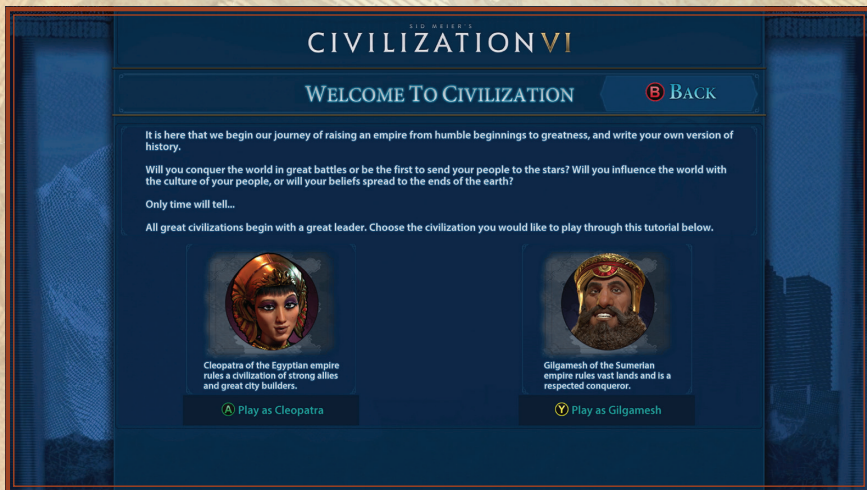 SID MEIER'S
CIVILIZATION VI
WELCOME TO CIVILIZATION
B BACK
It is here that we begin our journey of raising an empire from humble beginnings to greatness, and write your own version of
history.
Will you conquer the world in great battles or be the first to send your people to the stars? Will you influence the world with
the culture of your people, or will your beliefs spread to the ends of the earth?
Only time will tell...
All great civilizations begin with a great leader. Choose the civilization you would like to play through this tutorial below.
Cleopatra of the Egyptian empire
rules a civilization of strong allies
and great city builders.
A Play as Cleopatra
Gilgamesh of the Sumerian
empire rules vast lands and is a
respected conqueror.
Y Play as Gilgamesh